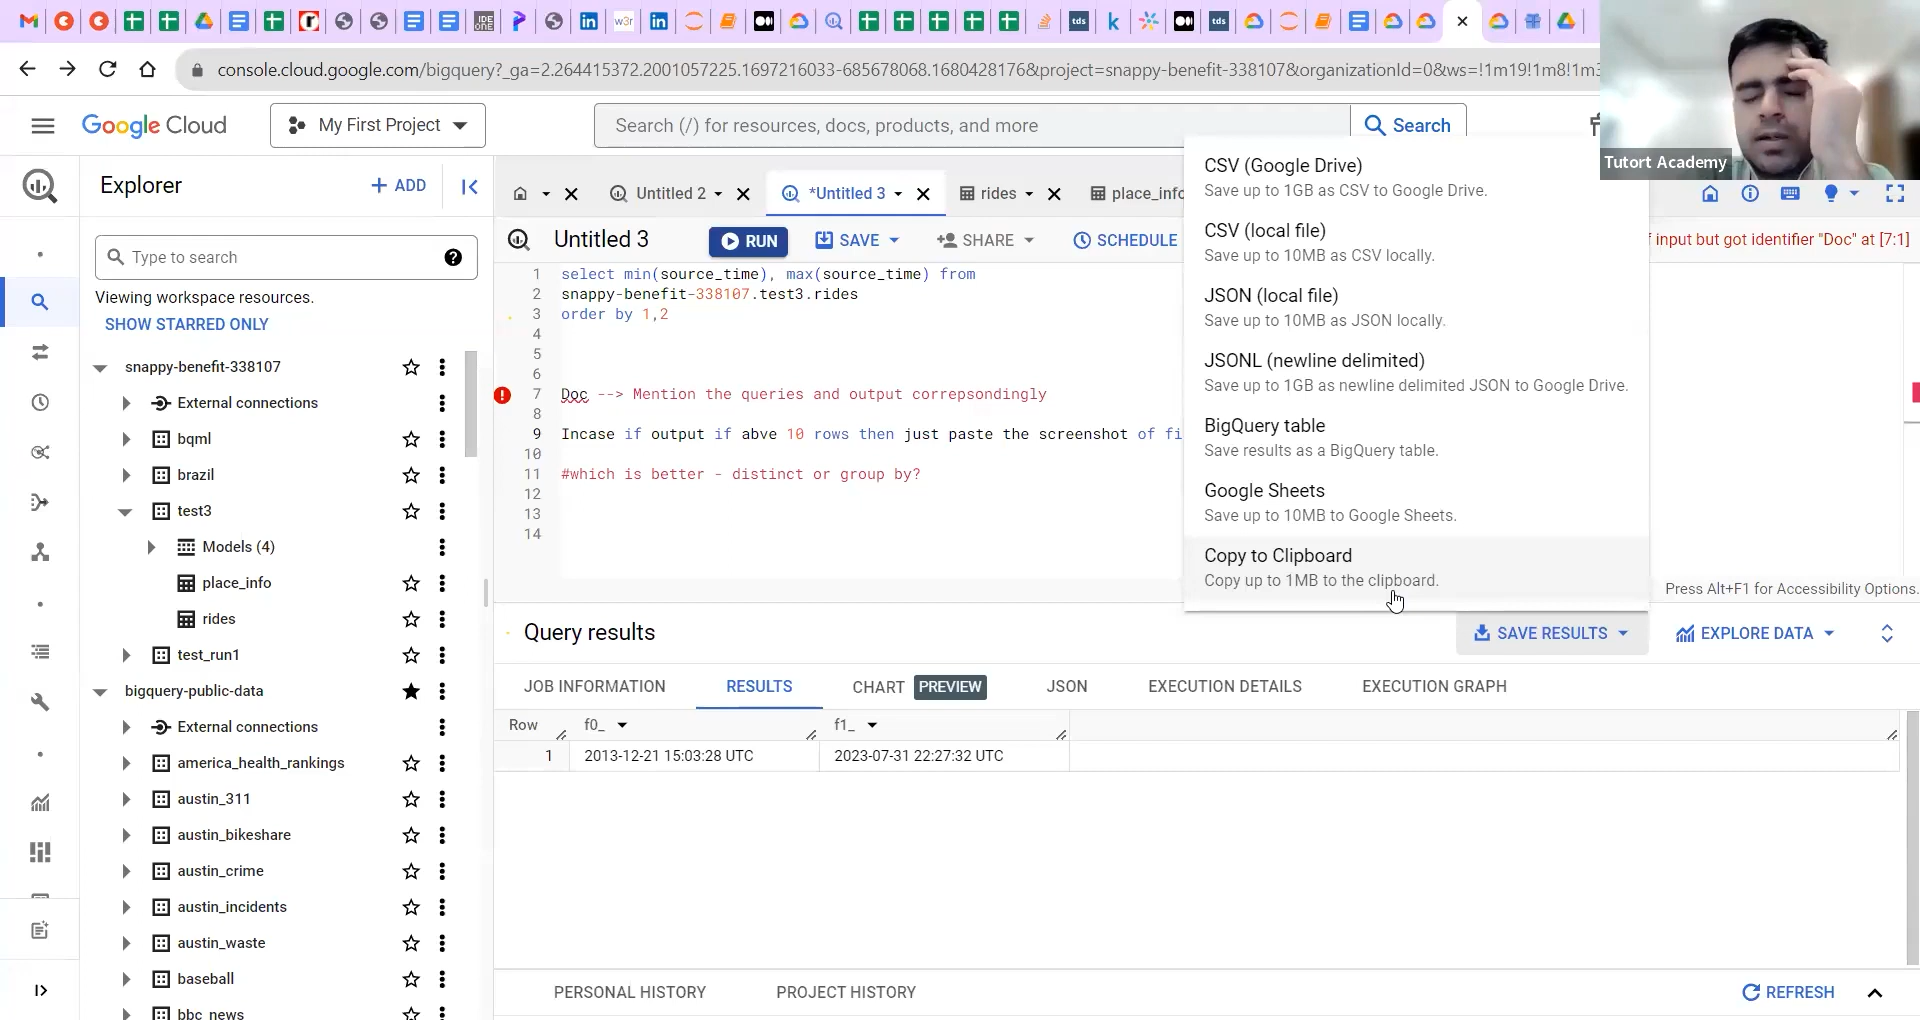 console.cloud.google.com/bigquery?_ga=2.264415372.2001057225.1697216033-685678068.1680428176&project=snappy-benefit-338107&organizationId=0&ws=!1m19!1m8!1m3
Tutort Academy
Google Cloud
My First Project
Search (/) for resources, docs, products, and more
Search
Explorer
+ ADD
Untitled 2
*Untitled 3
rides
place_info
Type to search
Viewing workspace resources.
SHOW STARRED ONLY
snappy-benefit-338107
External connections
bqml
brazil
test3
Models (4)
place_info
rides
test_run1
bigquery-public-data
External connections
america_health_rankings
austin_311
austin_bikeshare
austin_crime
austin_incidents
austin_waste
baseball
bbc_news
Untitled 3
RUN
SAVE
SHARE
SCHEDULE
input but got identifier "Doc" at [7:1]
1 select min(source_time), max(source_time) from
2 snappy-benefit-338107.test3.rides
3 order by 1,2
4
5
6
7 Doc --> Mention the queries and output correpsondingly
8
9 Incase if output if abve 10 rows then just paste the screenshot of fi
10
11 #which is better - distinct or group by?
12
13
14
CSV (Google Drive)
Save up to 1GB as CSV to Google Drive.
CSV (local file)
Save up to 10MB as CSV locally.
JSON (local file)
Save up to 10MB as JSON locally.
JSONL (newline delimited)
Save up to 1GB as newline delimited JSON to Google Drive.
BigQuery table
Save results as a BigQuery table.
Google Sheets
Save up to 10MB to Google Sheets.
Copy to Clipboard
Copy up to 1MB to the clipboard.
Press Alt+F1 for Accessibility Options.
Query results
SAVE RESULTS
EXPLORE DATA
JOB INFORMATION
RESULTS
CHART PREVIEW
JSON
EXECUTION DETAILS
EXECUTION GRAPH
Row f0_ f1_
1 2013-12-21 15:03:28 UTC 2023-07-31 22:27:32 UTC
PERSONAL HISTORY
PROJECT HISTORY
REFRESH